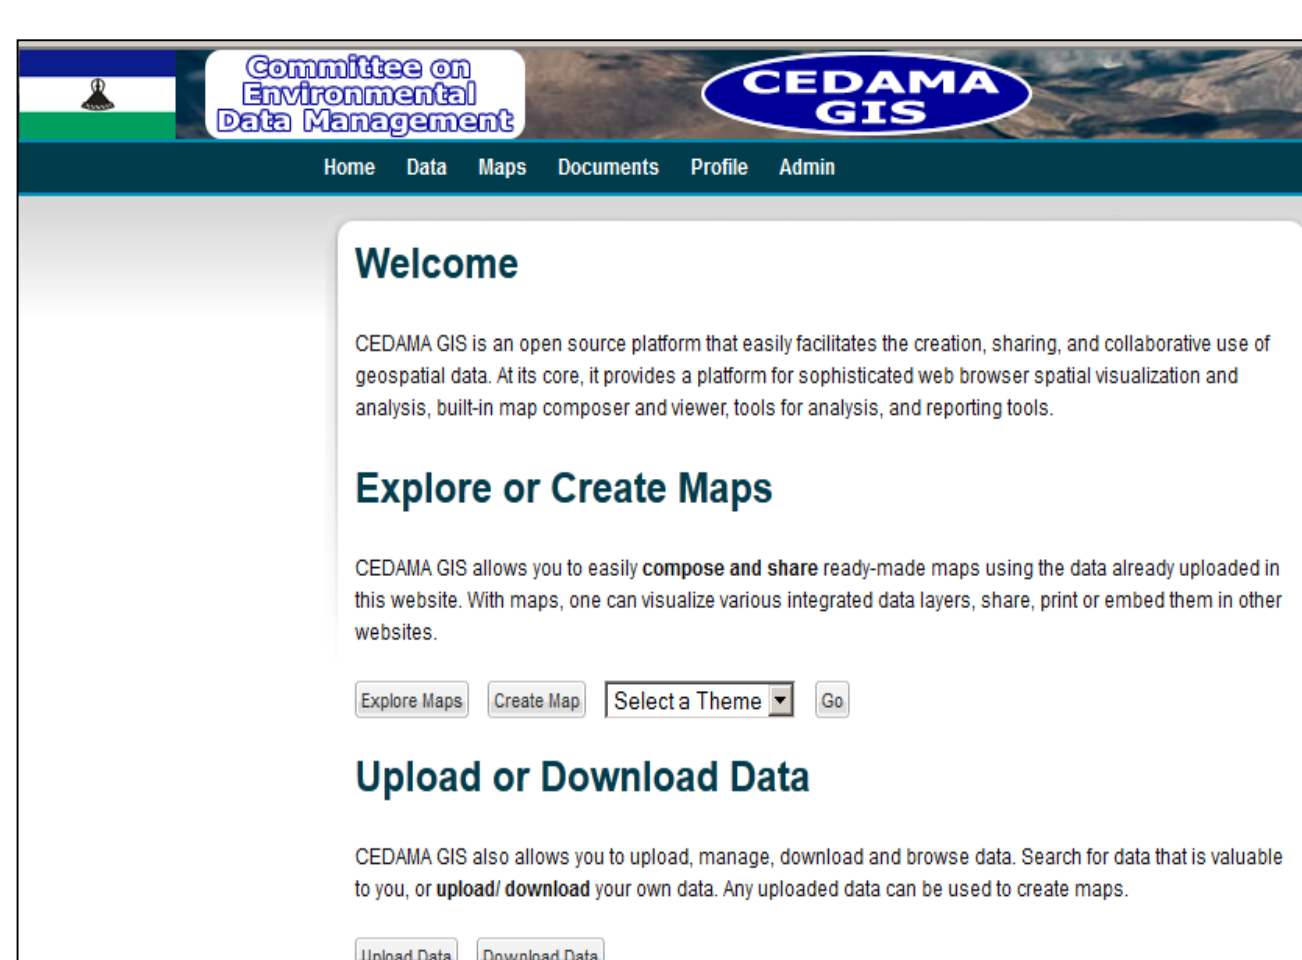 Committee on
Environmental
Data Management
CEDAMA
GIS
Home Data Maps Documents Profile Admin
Welcome
CEDAMA GIS is an open source platform that easily facilitates the creation, sharing, and collaborative use of
geospatial data. At its core, it provides a platform for sophisticated web browser spatial visualization and
analysis, built-in map composer and viewer, tools for analysis, and reporting tools.
Explore or Create Maps
CEDAMA GIS allows you to easily compose and share ready-made maps using the data already uploaded in
this website. With maps, one can visualize various integrated data layers, share, print or embed them in other
websites.
Explore Maps Create Map Select a Theme Go
Upload or Download Data
CEDAMA GIS also allows you to upload, manage, download and browse data. Search for data that is valuable
to you, or upload/ download your own data. Any uploaded data can be used to create maps.
Upload Data Download Data